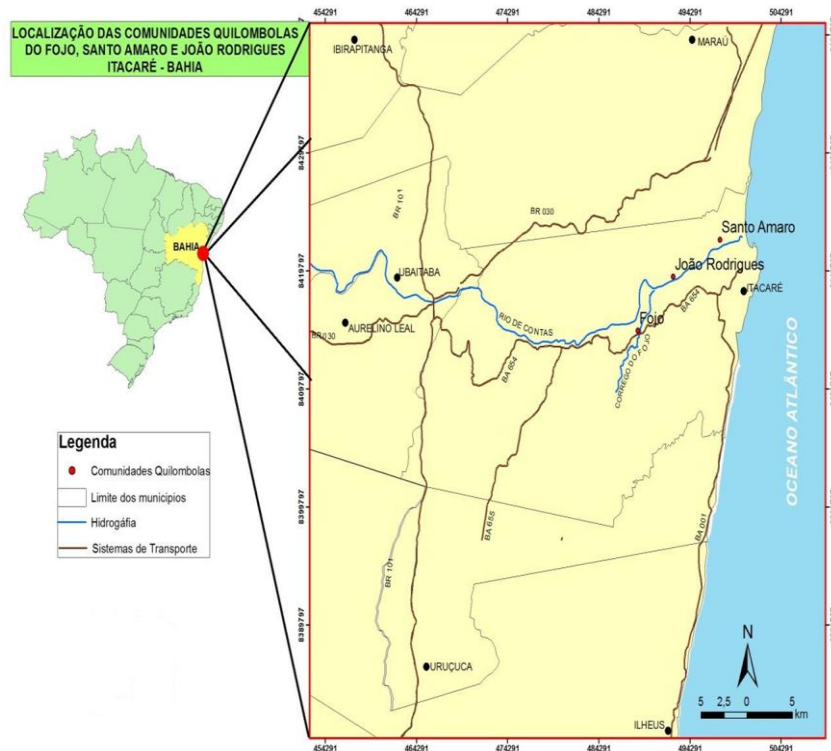 LOCALIZAÇÃO DAS COMUNIDADES QUILOMBOLAS
DO FOJO, SANTO AMARO E JOÃO RODRIGUES
ITACARÉ - BAHIA
454291
464291
474291
484291
494291
504291
IBIRAPITANGA
MARAÚ
8429797
BR 101
BR 030
Santo Amaro
BAHIA
UBAITABA
João Rodrigues
8419797
ITACARÉ
AURELINO LEAL
RIO DE CONTAS
Fojo
BA 654
BR 030
BA 654
CORREGO DO FOJO
8409797
OCEANO ATLÂNTICO
Legenda
Comunidades Quilombolas
Limite dos municipios
Hidrogáfia
Sistemas de Transporte
8399797
BA 655
BA 001
BR 101
8389797
URUÇUCA
N
5 2,5 0 5
km
ILHEUS
454291
464291
474291
484291
494291
504291